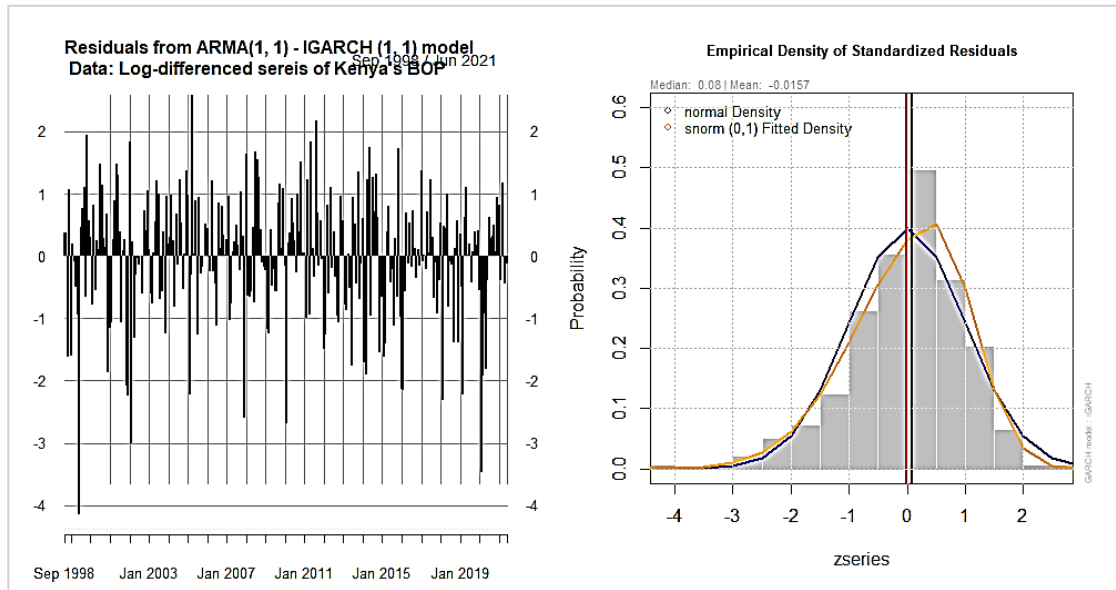 Residuals from ARMA(1, 1) - IGARCH (1, 1) model
Sep 1998 / Jun 2021
Data: Log-differenced sereis of Kenya's BOP
2
1
0
-1
-2
-3
-4
2
1
0
-1
-2
-3
-4
Sep 1998 Jan 2003 Jan 2007 Jan 2011 Jan 2015 Jan 2019
Empirical Density of Standardized Residuals
Median: 0.08 | Mean: -0.0157
normal Density
snorm (0,1) Fitted Density
Probability
0.6
0.5
0.4
0.3
0.2
0.1
0.0
-4 -3 -2 -1 0 1 2
zseries
GARCH model : iGARCH